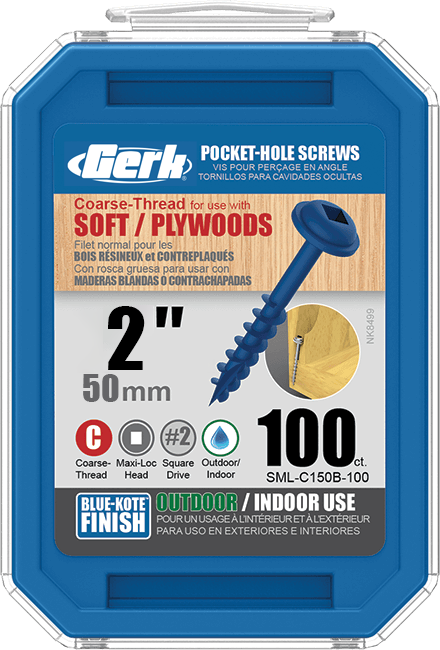 Gerk
POCKET-HOLE SCREWS
VIS POUR PERÇAGE EN ANGLE
TORNILLOS PARA CAVIDADES OCULTAS
Coarse-Thread for use with
SOFT / PLYWOODS
Filet normal pour les
BOIS RÉSINEUX et CONTREPLAQUÉS
Con rosca gruesa para usar con
MADERAS BLANDAS O CONTRACHAPADAS
2"
50mm
NK8499
C
Coarse-
Thread
Maxi-Loc
Head
#2
Square
Drive
Outdoor/
Indoor
100 ct.
SML-C150B-100
BLUE-KOTE™
FINISH
OUTDOOR / INDOOR USE
POUR UN USAGE À L'INTÉRIEUR ET À L'EXTÉRIEUR
PARA USO EN EXTERIORES E INTERIORES